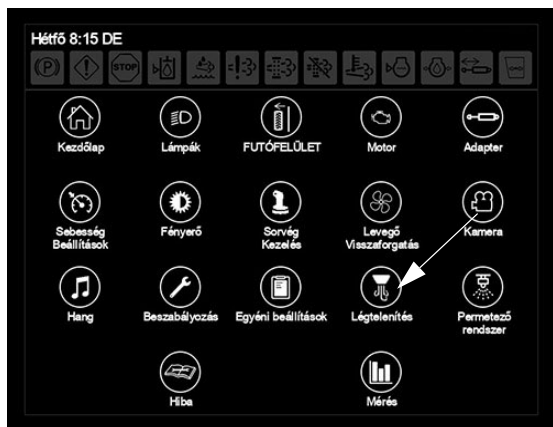 Hétfő 8:15 DE
(P) STOP
Kezdőlap Lámpák FUTÓFELÜLET Motor Adapter
Sebesség Fényerő Sorvég Levegő Kamera
Beállítások Kezelés Visszaforgatás
Hang Beszabályozás Egyéni beállítások Légtelenítés Permetező
rendszer
Hiba Mérés